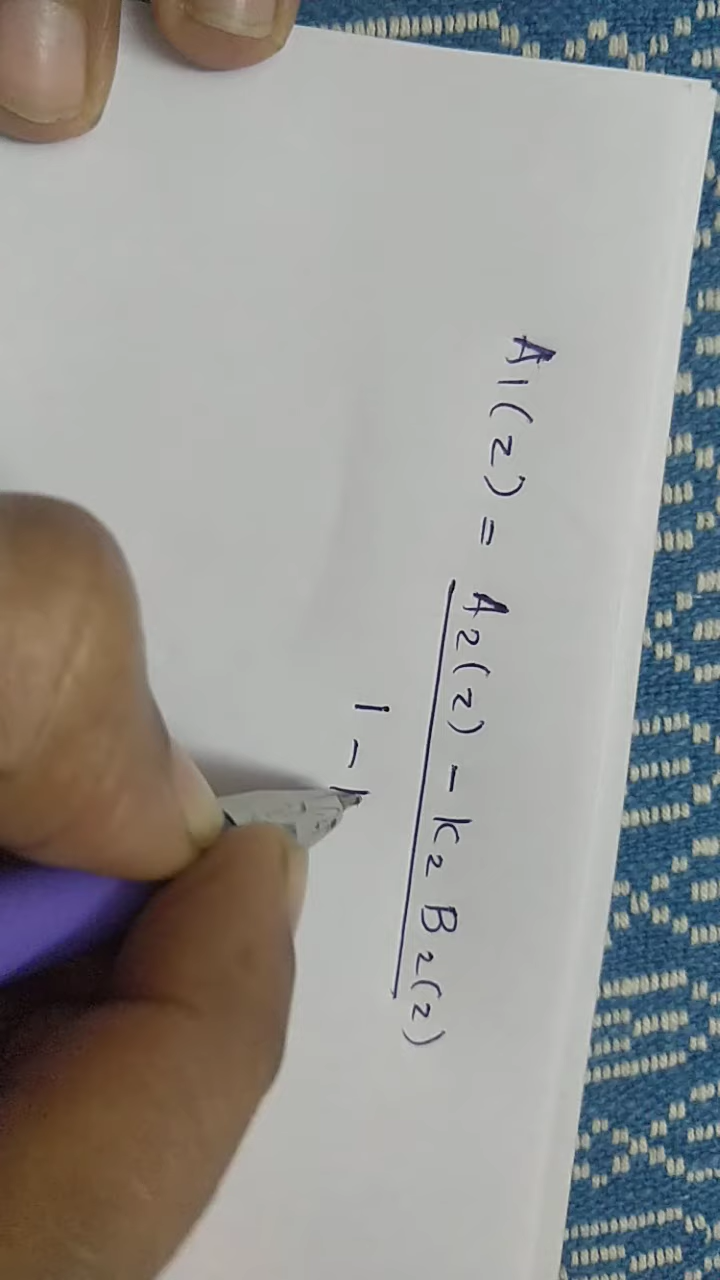 A1(z) = A2(z) - K2 B2(z)
1 -